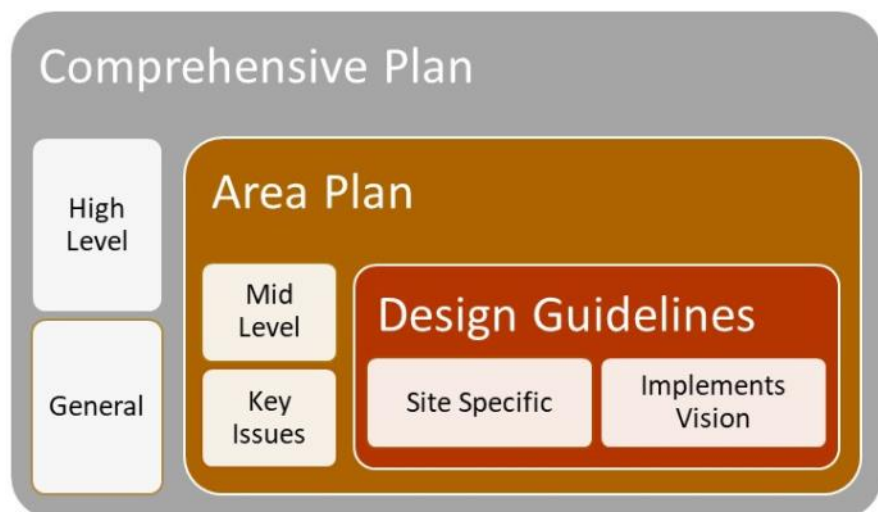 Comprehensive Plan
High
Level
General
Area Plan
Mid
Level
Key
Issues
Design Guidelines
Site Specific
Implements
Vision